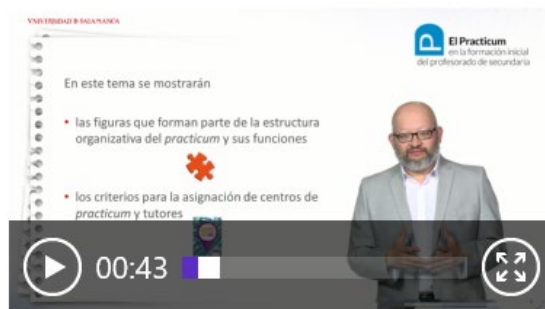 VNIVERSIDAD D SALAMANCA
El Practicum
en la formación inicial
del profesorado de secundaria
En este tema se mostrarán
• las figuras que forman parte de la estructura
organizativa del practicum y sus funciones
• los criterios para la asignación de centros de
practicum y tutores
00:43